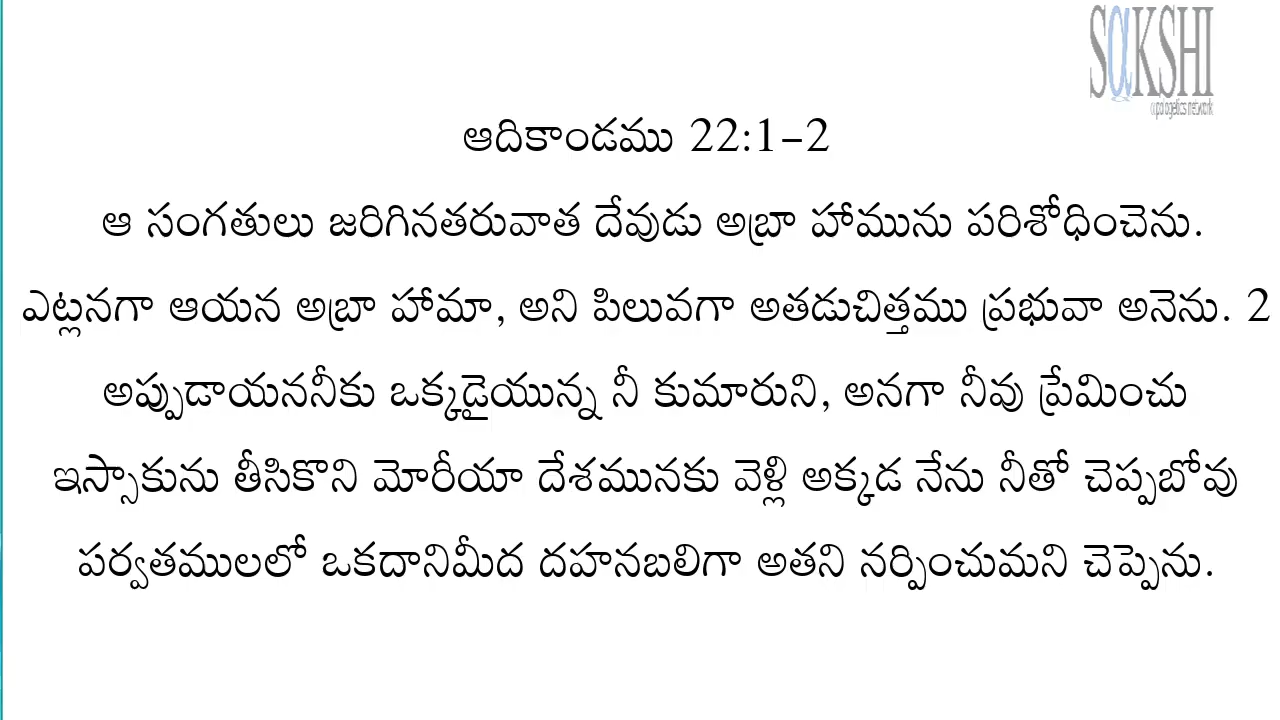 SaKSHI
apologetics network
ఆదికాండము 22:1-2
ఆ సంగతులు జరిగినతరువాత దేవుడు అబ్రా హామును పరిశోధించెను.
ఎట్లనగా ఆయన అబ్రా హామా, అని పిలువగా అతడుచిత్తము ప్రభువా అనెను. 2
అప్పుడాయననీకు ఒక్కడైయున్న నీ కుమారుని, అనగా నీవు ప్రేమించు
ఇస్సాకును తీసికొని మోరీయా దేశమునకు వెళ్లి అక్కడ నేను నీతో చెప్పబోవు
పర్వతములలో ఒకదానిమీద దహనబలిగా అతని నర్పించుమని చెప్పెను.